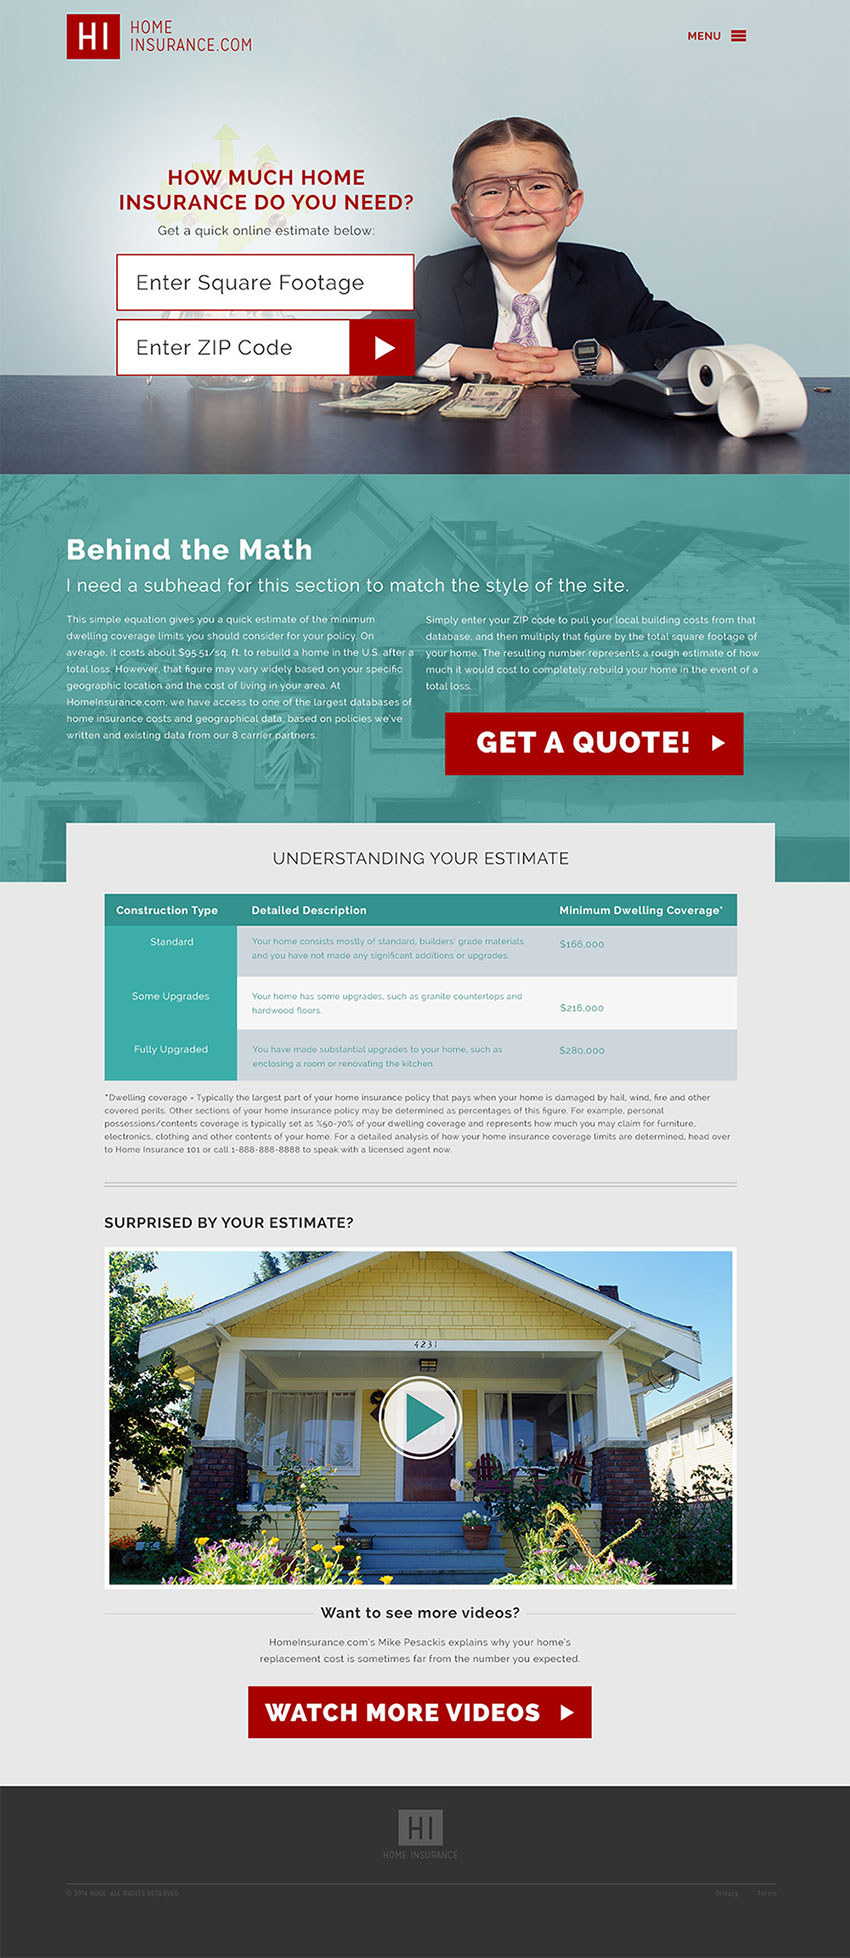 HI HOME
INSURANCE.COM
MENU
HOW MUCH HOME
INSURANCE DO YOU NEED?
Get a quick online estimate below:
Enter Square Footage
Enter ZIP Code
Behind the Math
I need a subhead for this section to match the style of the site.
This simple equation gives you a quick estimate of the minimum
dwelling coverage limits you should consider for your policy. On
average, it costs about $95.51/sq. ft. to rebuild a home in the U.S. after a
total loss. However, that figure may vary widely based on your specific
geographic location and the cost of living in your area. At
HomeInsurance.com, we have access to one of the largest databases of
home insurance costs and geographical data, based on policies we've
written and existing data from our 8 carrier partners.
Simply enter your ZIP code to pull your local building costs from that
database, and then multiply that figure by the total square footage of
your home. The resulting number represents a rough estimate of how
much it would cost to completely rebuild your home in the event of a
total loss.
GET A QUOTE!
UNDERSTANDING YOUR ESTIMATE
Construction Type Detailed Description Minimum Dwelling Coverage*
Standard
Your home consists mostly of standard, builders' grade materials
and you have not made any significant additions or upgrades.
$166,000
Some Upgrades
Your home has some upgrades, such as granite countertops and
hardwood floors.
$216,000
Fully Upgraded
You have made substantial upgrades to your home, such as
enclosing a room or renovating the kitchen.
$280,000
*Dwelling coverage = Typically the largest part of your home insurance policy that pays when your home is damaged by hail, wind, fire and other
covered perils. Other sections of your home insurance policy may be determined as percentages of this figure. For example, personal
possessions/contents coverage is typically set as %50-70% of your dwelling coverage and represents how much you may claim for furniture,
electronics, clothing and other contents of your home. For a detailed analysis of how your home insurance coverage limits are determined, head over
to Home Insurance 101 or call 1-888-888-8888 to speak with a licensed agent now.
SURPRISED BY YOUR ESTIMATE?
4231
Want to see more videos?
HomeInsurance.com's Mike Pesackis explains why your home's
replacement cost is sometimes far from the number you expected.
WATCH MORE VIDEOS
HI
HOME INSURANCE
© 2014 HUGE. ALL RIGHTS RESERVED
Privacy Terms